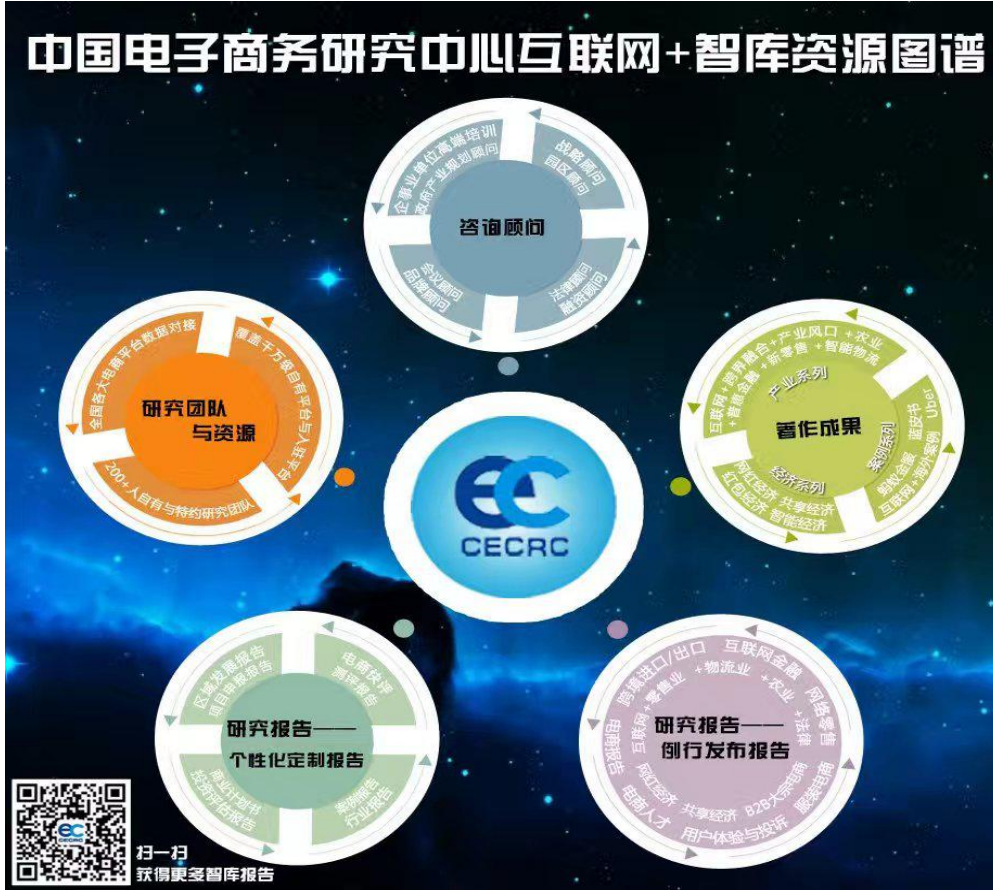 中国电子商务研究中心互联网+智库资源图谱
企事业单位高端培训
政府产业规划顾问
战略顾问
园区顾问
咨询顾问
会议顾问
品牌顾问
法律顾问
融资顾问
全国各大电商平台数据对接
覆盖千万级自有平台与入驻平台
研究团队
与资源
200+人自有与特约研究团队
互联网+跨界融合+产业风口+农业
+普惠金融+新零售+智能物流
产业系列
著作成果
案例系列
蚂蚁金服 蓝皮书 Uber
互联网+海外案例
经济系列
网红经济 共享经济
红包经济 智能经济
eC
CECRC
区域发展报告
项目申报报告
电商快评
测评报告
研究报告——
个性化定制报告
商业计划书
投资评估报告
案例报告
行业报告
跨境进口/出口 互联网金融 网络零售
互联网+零售业 +物流业 +农业 +法律
研究报告——
例行发布报告
电商报告
网红经济 共享经济 B2B大宗电商 服装电商
电商人才 用户体验与投诉
eC
CECRC
扫一扫
获得更多智库报告